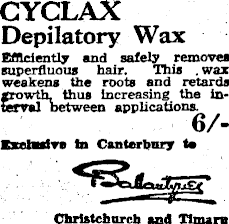 CYCLAX
Depilatory Wax
Efficiently and safely removes
superfluous hair. This wax
weakens the roots and retards
growth, thus increasing the in-
terval between applications.
6/-
Exclusive in Canterbury to
Ballantynes
Christchurch and Timaru